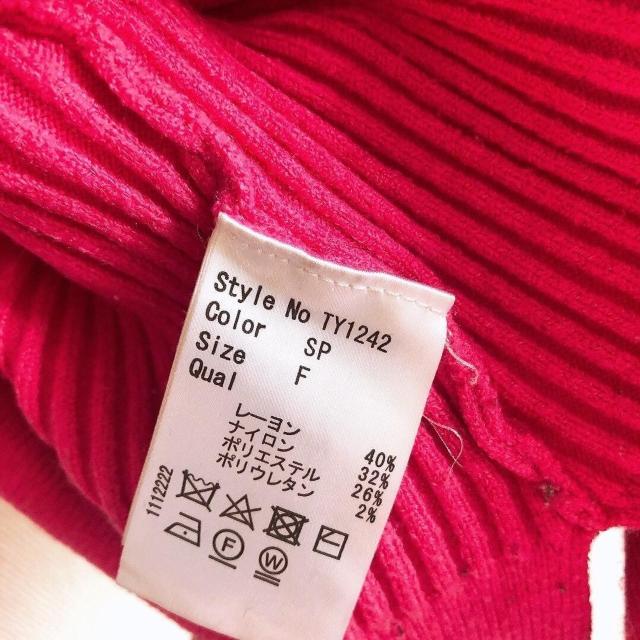 Style No TY1242
Color SP
Size F
Qual
レーヨン 40%
ナイロン 32%
ポリエステル 26%
ポリウレタン 2%
1112222
F
W